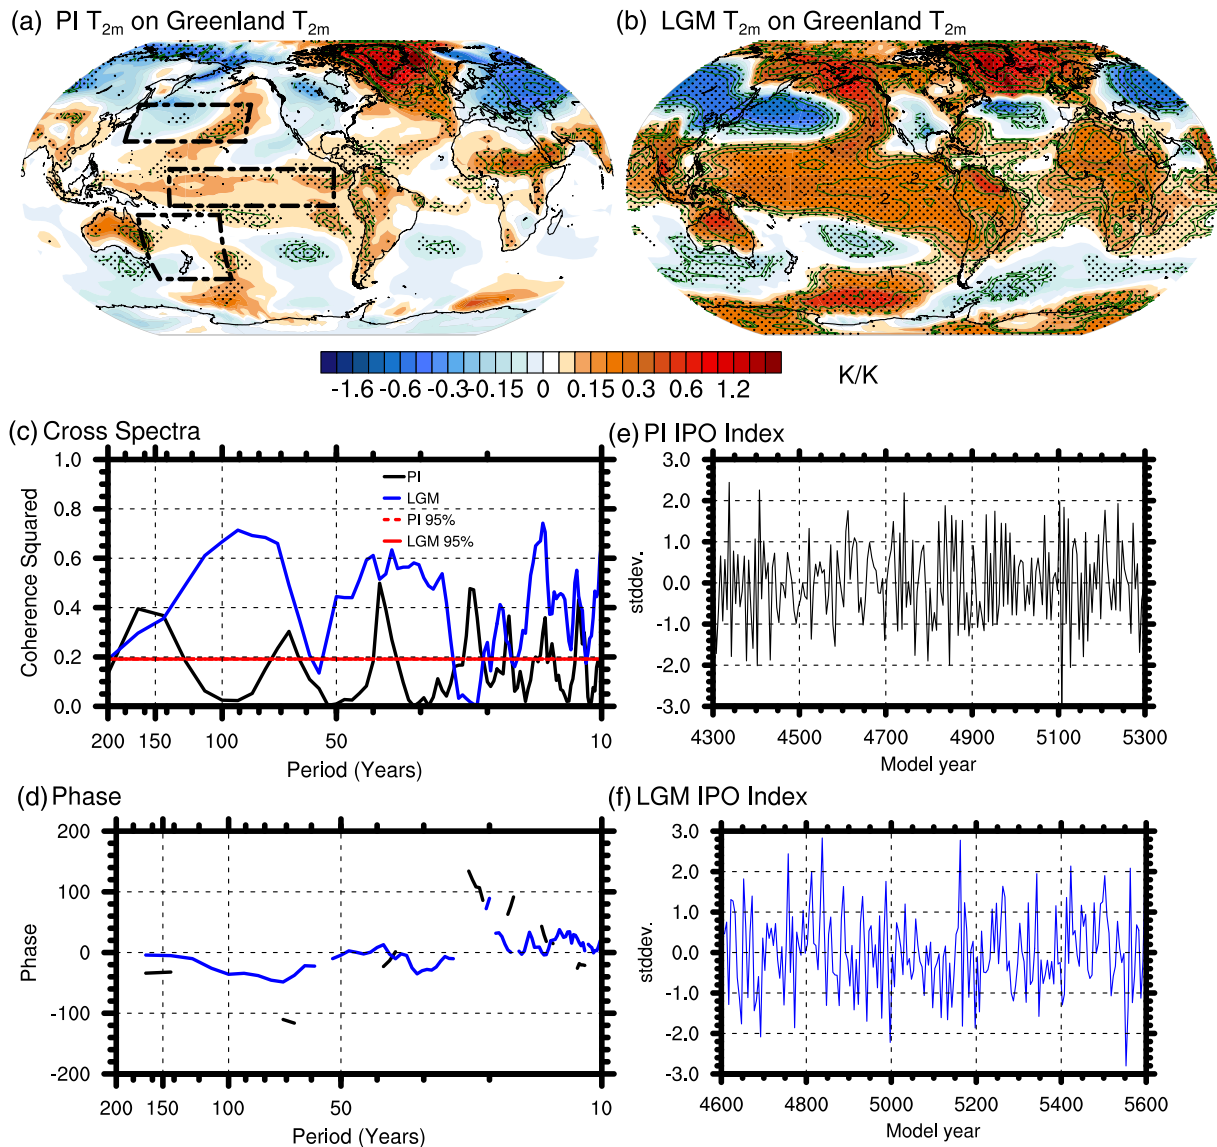 (a) PI T2m on Greenland T2m
(b) LGM T2m on Greenland T2m
2
2
.15
-1.6 -0.6 -0.3 -0.15 0 0.15 0.3 0.6 1.2 K/K
(c) Cross Spectra
1.0
0.8
0.6
0.4
0.2
0.0
Coherence Squared
PI
LGM
PI 95%
LGM 95%
200 150 100 50 10
Period (Years)
(e) PI IPO Index
3.0
2.0
1.0
0.0
-1.0
-2.0
-3.0
stddev.
4300 4500 4700 4900 5100 5300
Model year
(d) Phase
200
100
0
-100
-200
Phase
200 150 100 50 10
Period (Years)
(f) LGM IPO Index
3.0
2.0
1.0
0.0
-1.0
-2.0
-3.0
stddev.
4600 4800 5000 5200 5400 5600
Model year